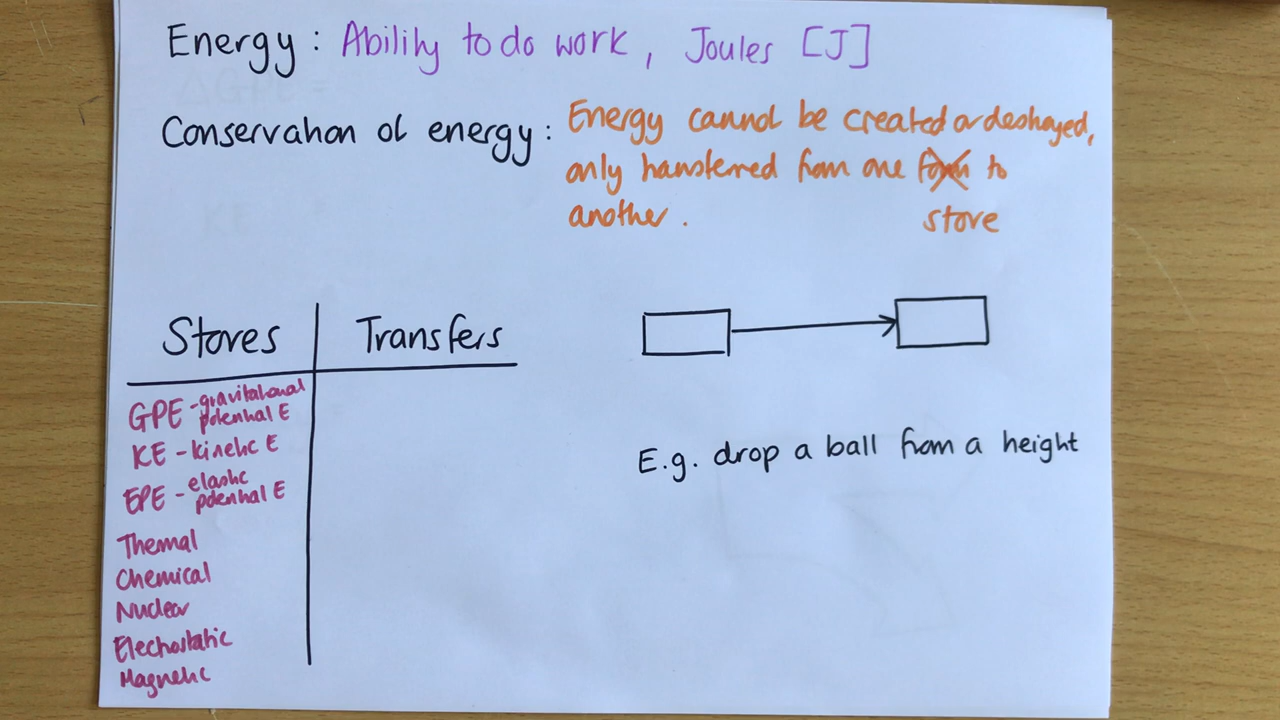 Energy: Ability to do work, Joules [J]
Conservation of energy: Energy cannot be created or destroyed,
only transferred from one form to
another. store
Stores Transfers
GPE - gravitational
potential E
KE - kinetic E
EPE - elastic
potential E
Thermal
Chemical
Nuclear
Electrostatic
Magnetic
E.g. drop a ball from a height